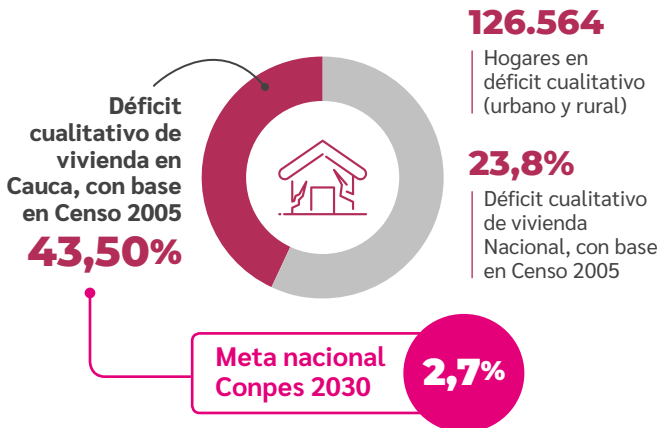 Déficit
cualitativo de
vivienda en
Cauca, con base
en Censo 2005
43,50%
126.564
Hogares en
déficit cualitativo
(urbano y rural)
23,8%
Déficit cualitativo
de vivienda
Nacional, con base
en Censo 2005
Meta nacional
Conpes 2030
2,7%